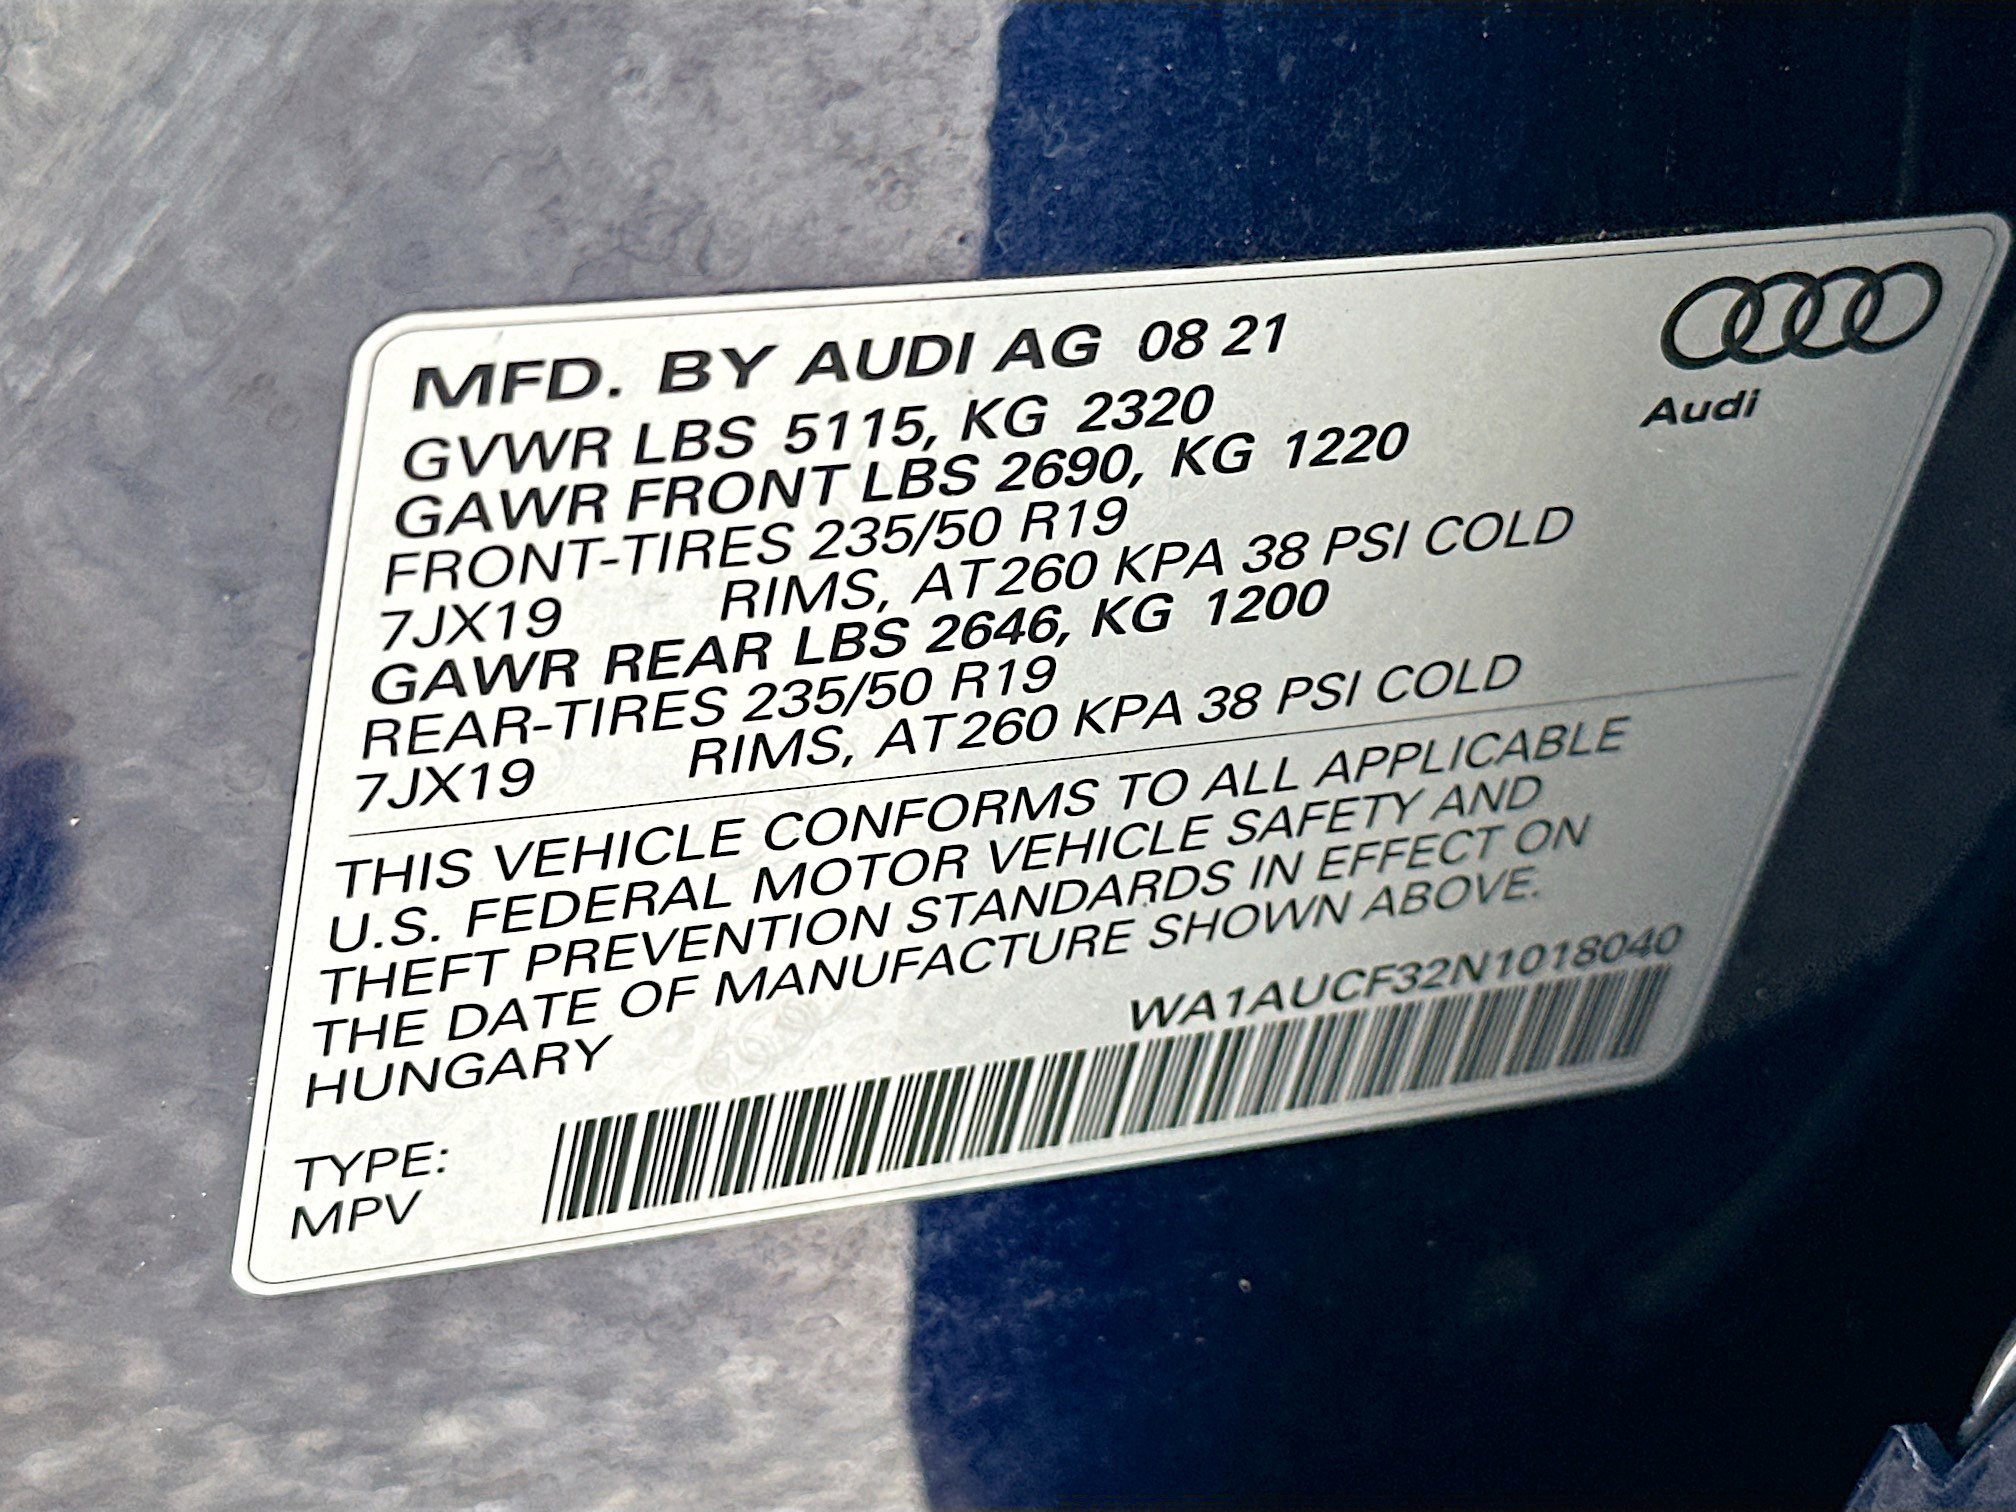 MFD. BY AUDI AG 08 21
Audi
GVWR LBS 5115, KG 2320
GAWR FRONT LBS 2690, KG 1220
FRONT-TIRES 235/50 R19
7JX19 RIMS, AT260 KPA 38 PSI COLD
GAWR REAR LBS 2646, KG 1200
REAR-TIRES 235/50 R19
7JX19 RIMS, AT260 KPA 38 PSI COLD
THIS VEHICLE CONFORMS TO ALL APPLICABLE
U.S. FEDERAL MOTOR VEHICLE SAFETY AND
THEFT PREVENTION STANDARDS IN EFFECT ON
THE DATE OF MANUFACTURE SHOWN ABOVE.
HUNGARY
WA1AUCF32N1018040
TYPE:
MPV